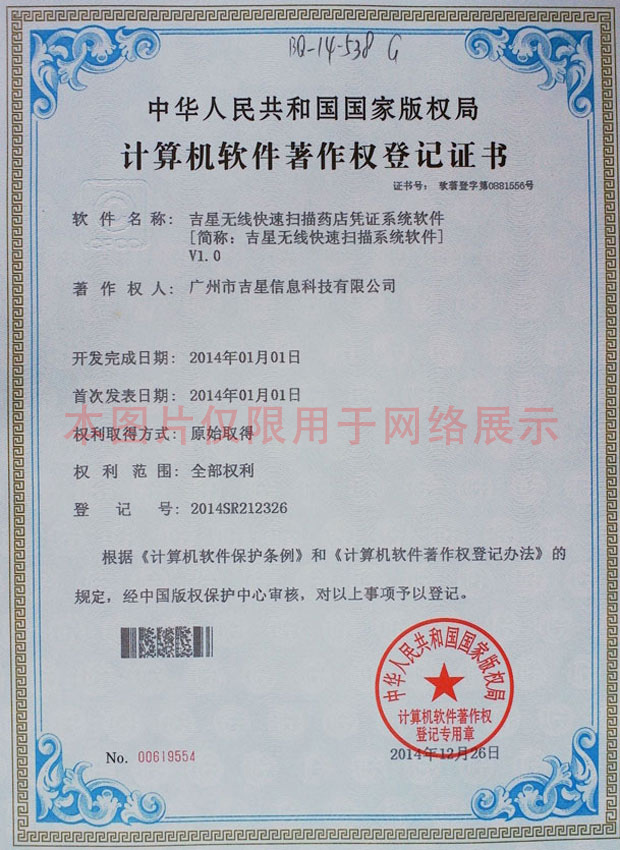 BQ-14-538 G
中华人民共和国国家版权局
计算机软件著作权登记证书
证书号： 软著登字第0881556号
软件名称： 吉星无线快速扫描药店凭证系统软件
[简称：吉星无线快速扫描系统软件]
V1.0
著作权人： 广州市吉星信息科技有限公司
开发完成日期： 2014年01月01日
首次发表日期： 2014年01月01日
本图片仅限用于网络展示
权利取得方式： 原始取得
权利范围： 全部权利
登记号： 2014SR212326
根据《计算机软件保护条例》和《计算机软件著作权登记办法》的
规定，经中国版权保护中心审核，对以上事项予以登记。
中华人民共和国国家版权局
计算机软件著作权
登记专用章
No. 00619554
2014年12月26日
CPCC